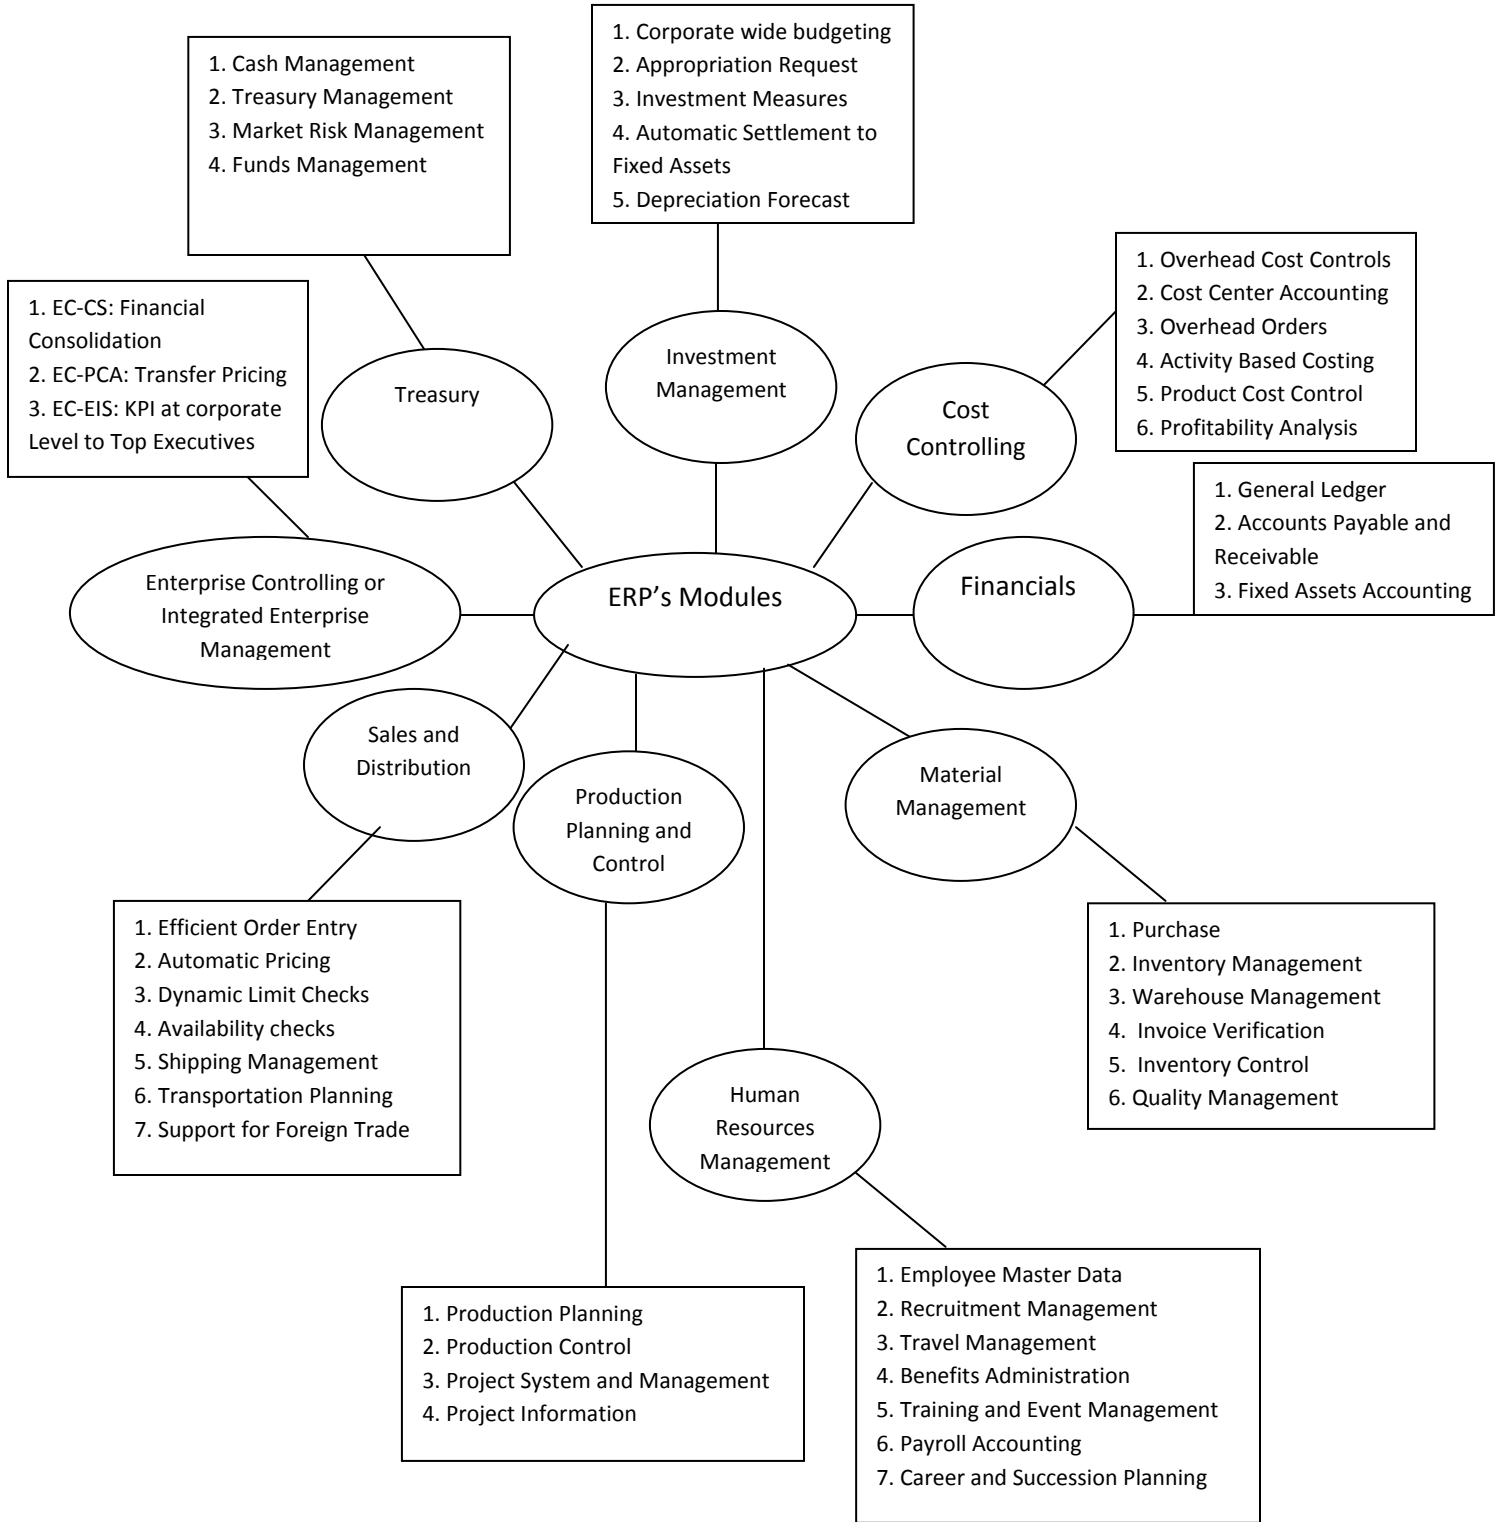 1. Corporate wide budgeting
2. Appropriation Request
3. Investment Measures
4. Automatic Settlement to
Fixed Assets
5. Depreciation Forecast
1. Cash Management
2. Treasury Management
3. Market Risk Management
4. Funds Management
1. Overhead Cost Controls
2. Cost Center Accounting
3. Overhead Orders
4. Activity Based Costing
5. Product Cost Control
6. Profitability Analysis
1. EC-CS: Financial
Consolidation
2. EC-PCA: Transfer Pricing
3. EC-EIS: KPI at corporate
Level to Top Executives
Investment
Management
Treasury
Cost
Controlling
1. General Ledger
2. Accounts Payable and
Receivable
3. Fixed Assets Accounting
Enterprise Controlling or
Integrated Enterprise
Management
ERP’s Modules
Financials
Sales and
Distribution
Production
Planning and
Control
Material
Management
1. Efficient Order Entry
2. Automatic Pricing
3. Dynamic Limit Checks
4. Availability checks
5. Shipping Management
6. Transportation Planning
7. Support for Foreign Trade
1. Purchase
2. Inventory Management
3. Warehouse Management
4.  Invoice Verification
5.  Inventory Control
6. Quality Management
Human
Resources
Management
1. Production Planning
2. Production Control
3. Project System and Management
4. Project Information
1. Employee Master Data
2. Recruitment Management
3. Travel Management
4. Benefits Administration
5. Training and Event Management
6. Payroll Accounting
7. Career and Succession Planning